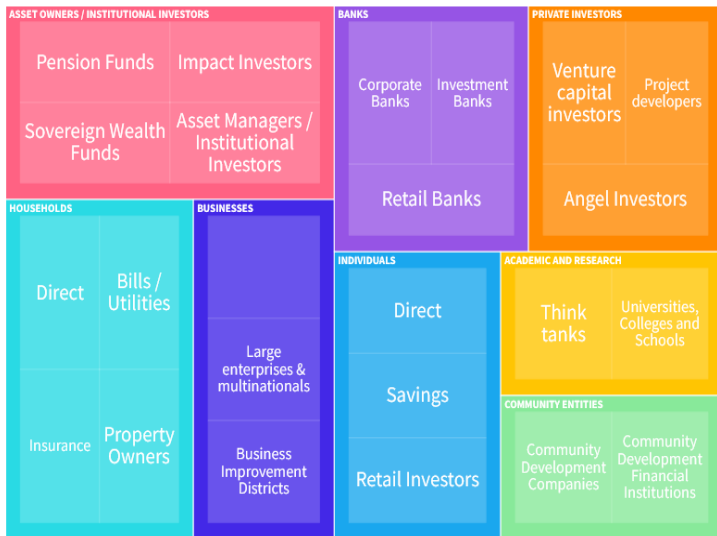 ASSET OWNERS / INSTITUTIONAL INVESTORS
Pension Funds
Impact Investors
Sovereign Wealth
Funds
Asset Managers /
Institutional
Investors
BANKS
Corporate
Banks
Investment
Banks
Retail Banks
PRIVATE INVESTORS
Venture
capital
investors
Project
developers
Angel Investors
HOUSEHOLDS
Direct
Bills /
Utilities
Insurance
Property
Owners
BUSINESSES
Large
enterprises &
multinationals
Business
Improvement
Districts
INDIVIDUALS
Direct
Savings
Retail Investors
ACADEMIC AND RESEARCH
Think
tanks
Universities,
Colleges and
Schools
COMMUNITY ENTITIES
Community
Development
Companies
Community
Development
Financial
Institutions